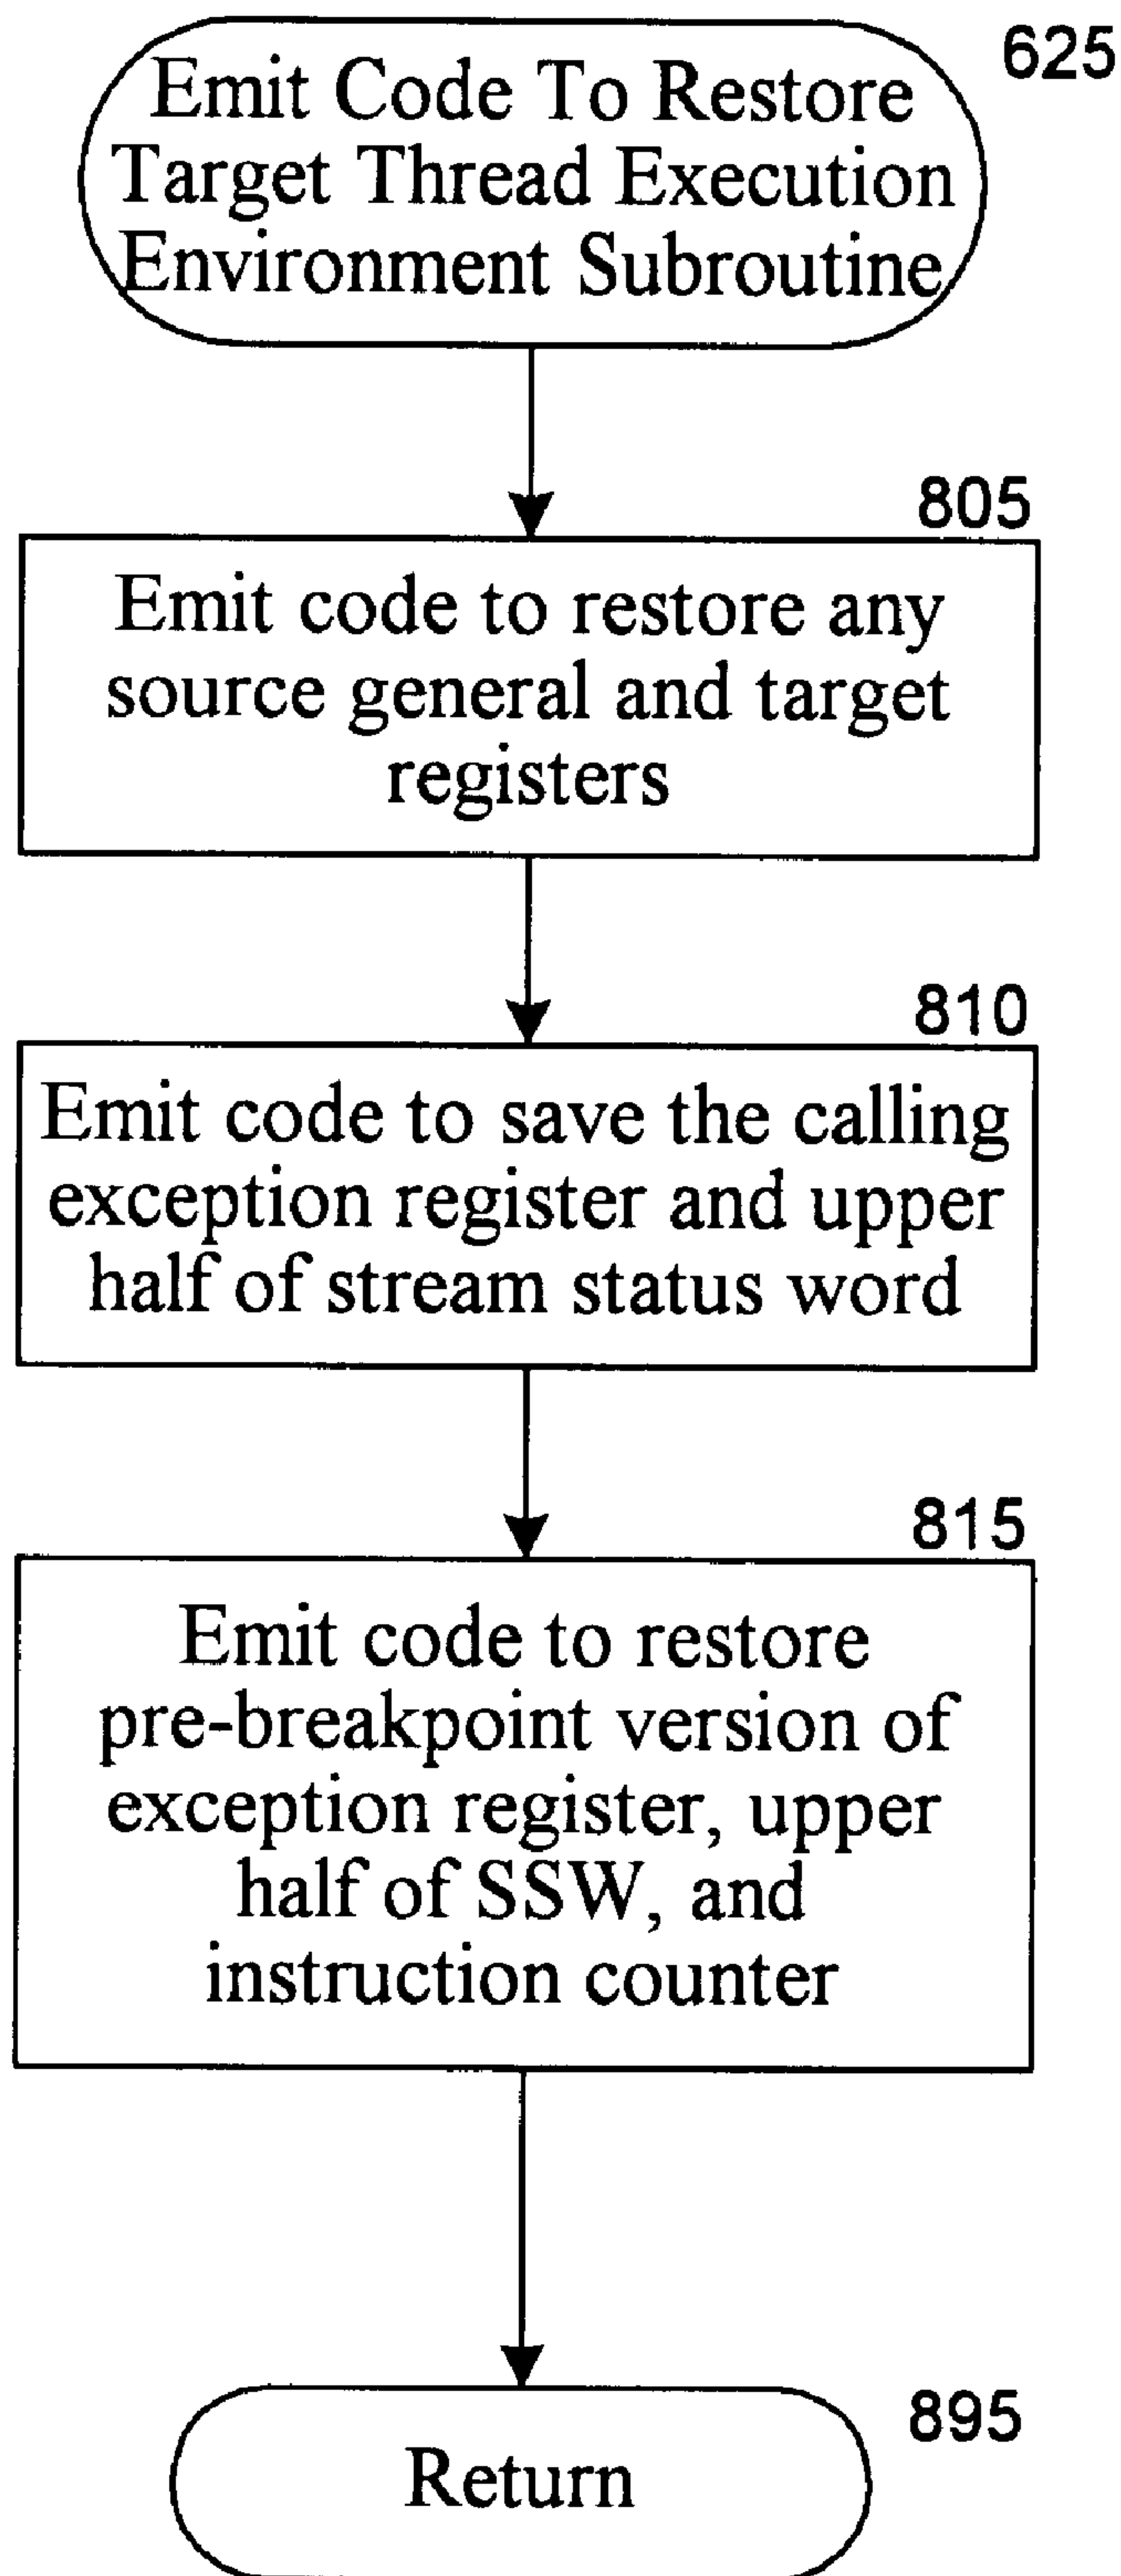 625
Emit Code To Restore
Target Thread Execution
Environment Subroutine
805
Emit code to restore any
source general and target
registers
810
Emit code to save the calling
exception register and upper
half of stream status word
815
Emit code to restore
pre-breakpoint version of
exception register, upper
half of SSW, and
instruction counter
895
Return